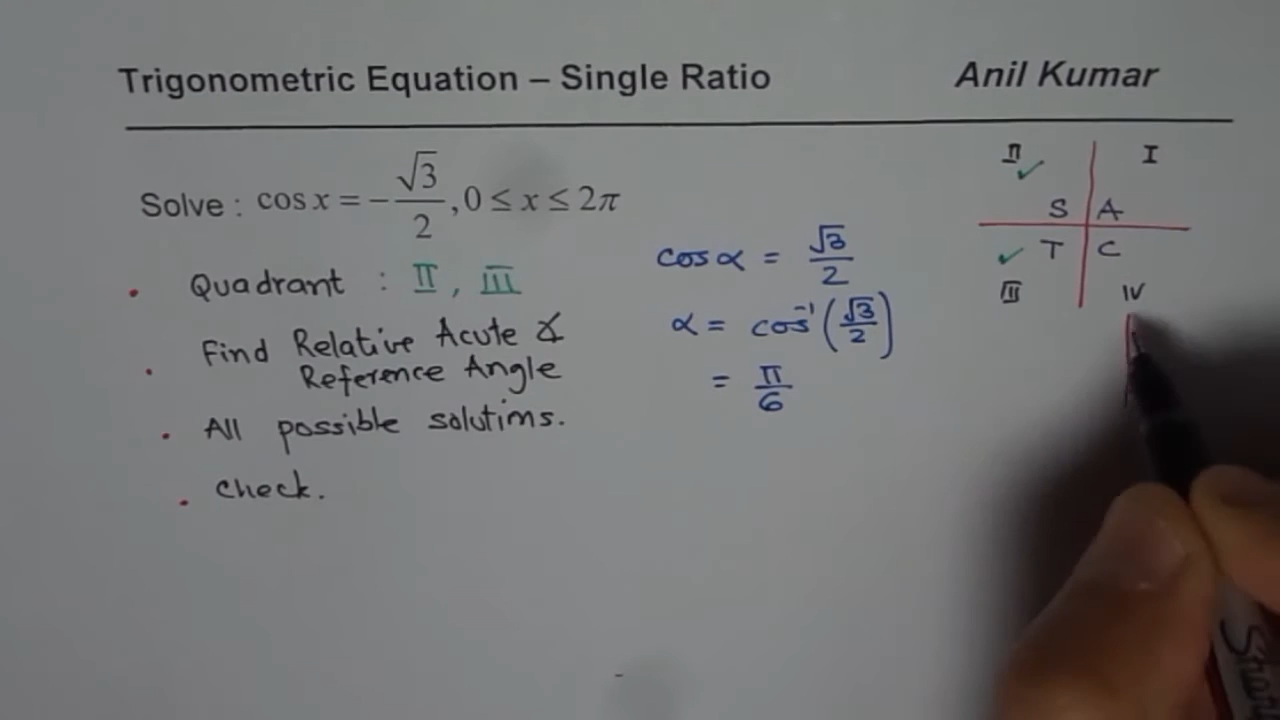 Trigonometric Equation – Single Ratio
Anil Kumar
Solve : cos x = -√3/2 , 0 ≤ x ≤ 2π
• Quadrant : II, III
• Find Relative Acute ∡
Reference Angle
• All possible solutims.
• Check.
cos α = √3/2
α = cos⁻¹(√3/2)
= π/6
II ✓ I
S A
✓ T C
III IV